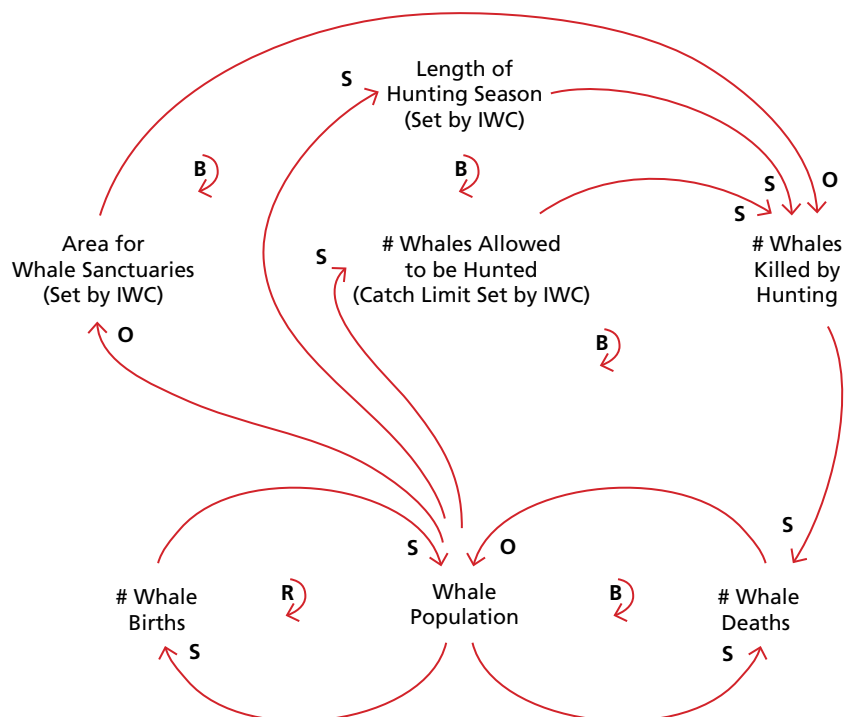 Length of
Hunting Season
(Set by IWC)
S
B
B
S
O
S
Area for
Whale Sanctuaries
(Set by IWC)
# Whales Allowed
to be Hunted
(Catch Limit Set by IWC)
S
# Whales
Killed by
Hunting
O
B
S
S
O
# Whale
Births
R
Whale
Population
B
# Whale
Deaths
S
S